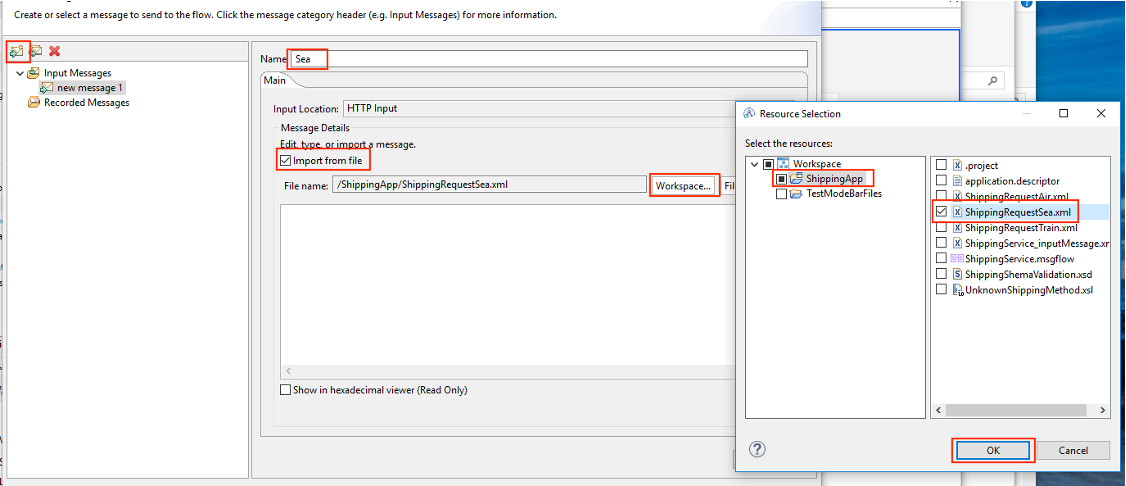 Create or select a message to send to the flow. Click the message category header (e.g. Input Messages) for more information.
Input Messages
new message 1
Recorded Messages
Name Sea
Main
Input Location: HTTP Input
Message Details
Edit, type, or import a message.
Import from file
File name: /ShippingApp/ShippingRequestSea.xml Workspace... Fil
Show in hexadecimal viewer (Read Only)
Resource Selection
Select the resources:
Workspace
ShippingApp
TestModeBarFiles
.project
application.descriptor
ShippingRequestAir.xml
ShippingRequestSea.xml
ShippingRequestTrain.xml
ShippingService_inputMessage.xm
ShippingService.msgflow
ShippingShemaValidation.xsd
UnknownShippingMethod.xsl
OK Cancel